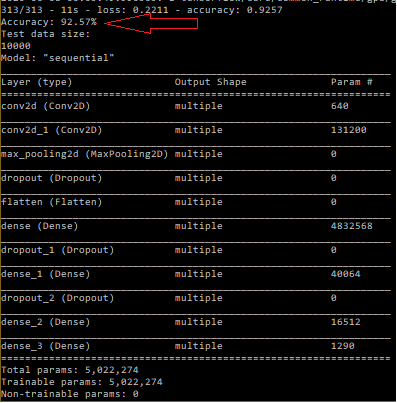 313/313 - 11s - loss: 0.2211 - accuracy: 0.9257
Accuracy: 92.57%
Test data size:
10000
Model: "sequential"
Layer (type) Output Shape Param #
conv2d (Conv2D) multiple 640
conv2d_1 (Conv2D) multiple 131200
max_pooling2d (MaxPooling2D) multiple 0
dropout (Dropout) multiple 0
flatten (Flatten) multiple 0
dense (Dense) multiple 4832568
dropout_1 (Dropout) multiple 0
dense_1 (Dense) multiple 40064
dropout_2 (Dropout) multiple 0
dense_2 (Dense) multiple 16512
dense_3 (Dense) multiple 1290
Total params: 5,022,274
Trainable params: 5,022,274
Non-trainable params: 0